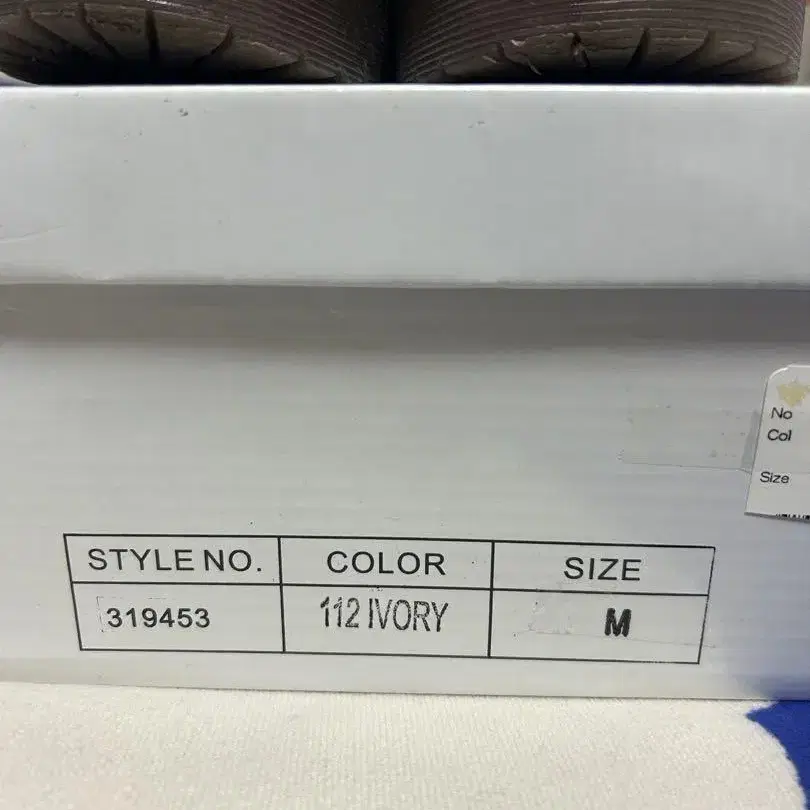 No
Col
Size
STYLE NO. COLOR SIZE
319453 112 IVORY M